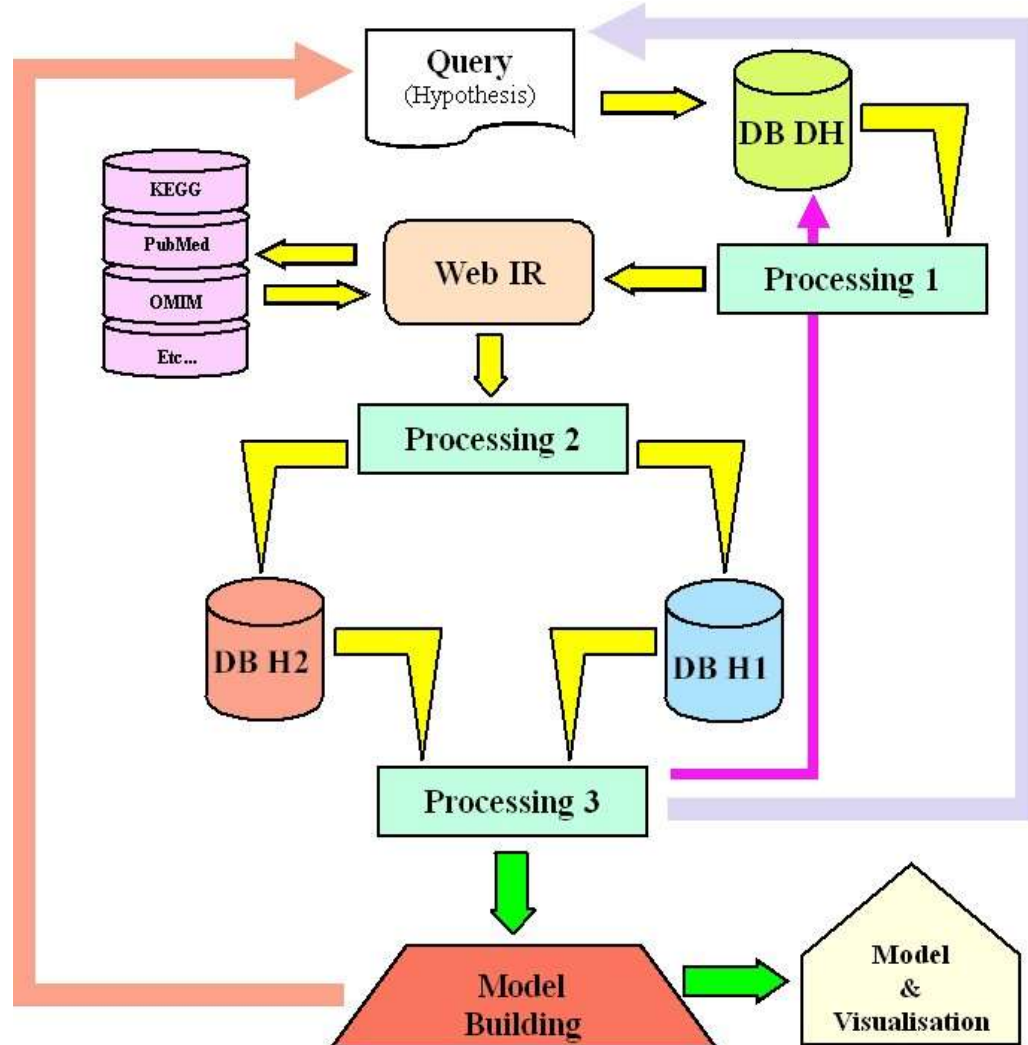 Query
(Hypothesis)
DB DH
KEGG
PubMed
OMIM
Etc...
Web IR
Processing 1
Processing 2
DB H2
DB H1
Processing 3
Model
Building
Model
&
Visualisation